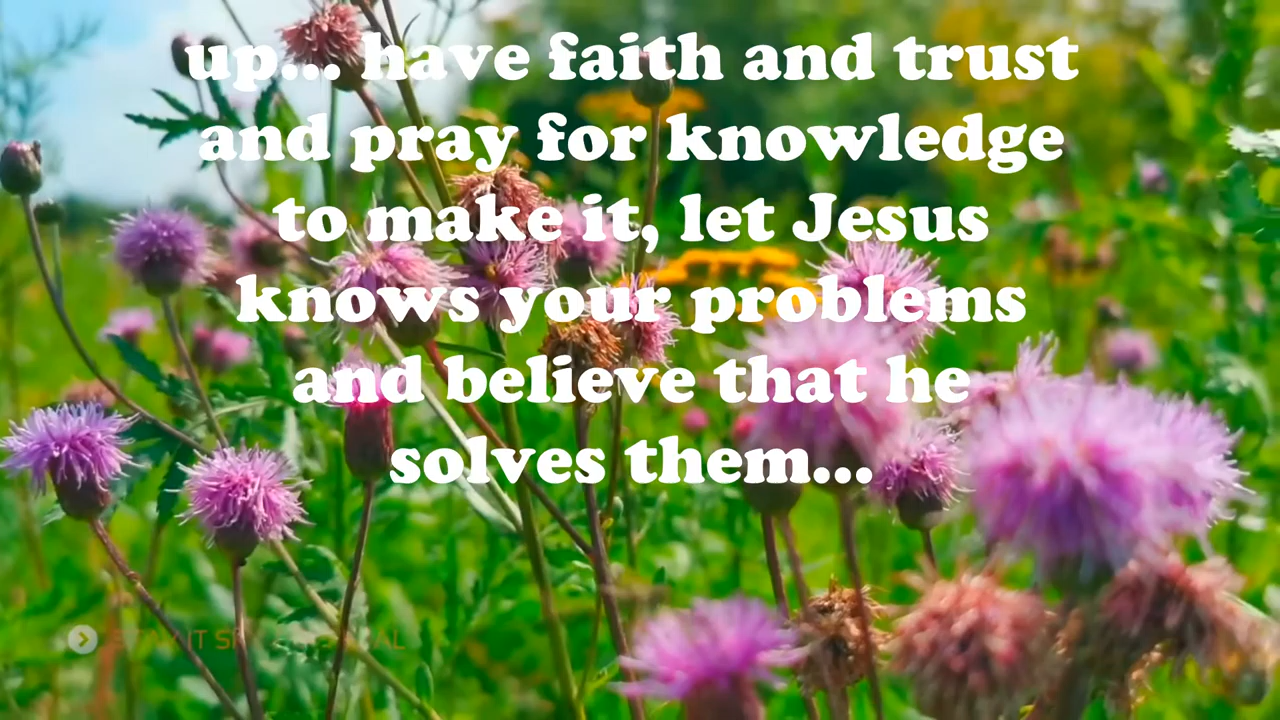 up... have faith and trust
and pray for knowledge
to make it, let Jesus
knows your problems
and believe that he
solves them...